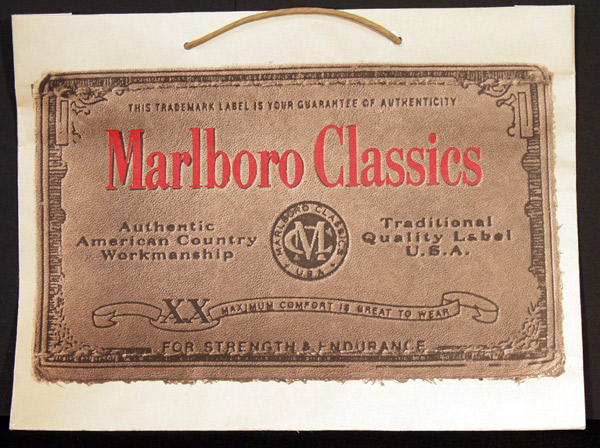 THIS TRADEMARK LABEL IS YOUR GUARANTEE OF AUTHENTICITY
Marlboro Classics
Authentic
American Country
Workmanship
MARLBORO CLASSICS
MC
U.S.A.
Traditional
Quality Label
U.S.A.
XX MAXIMUM COMFORT IS GREAT TO WEAR
FOR STRENGTH & ENDURANCE